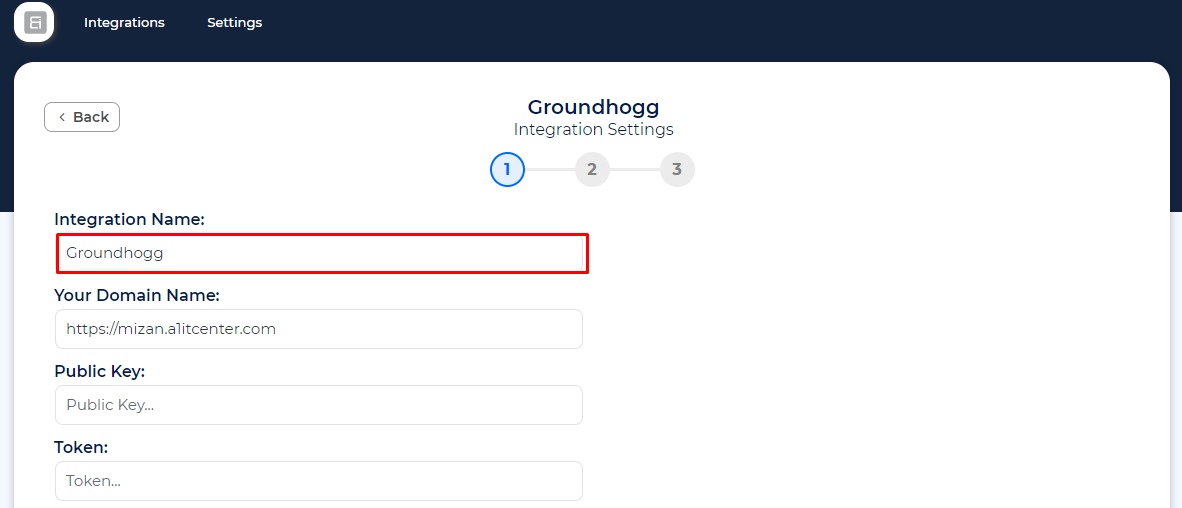 Integrations
Settings
Back
Groundhogg
Integration Settings
1
2
3
Integration Name:
Groundhogg
Your Domain Name:
https://mizan.a1itcenter.com
Public Key:
Public Key...
Token:
Token...